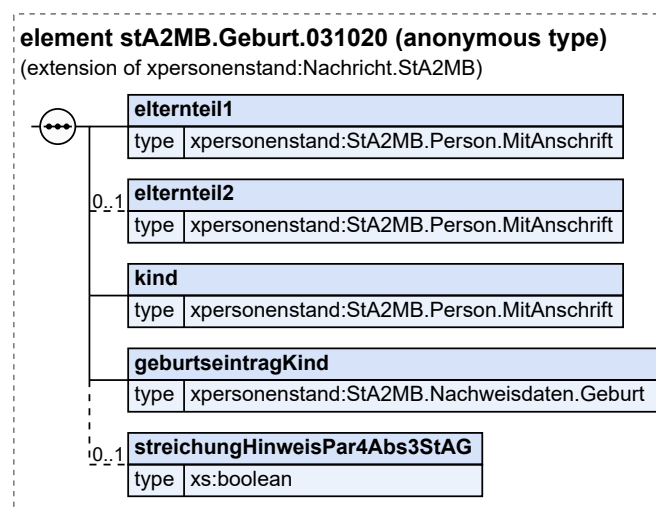 element stA2MB.Geburt.031020 (anonymous type)
(extension of xpersonenstand:Nachricht.StA2MB)
elternteil1
type xpersonenstand:StA2MB.Person.MitAnschrift
0..1
elternteil2
type xpersonenstand:StA2MB.Person.MitAnschrift
kind
type xpersonenstand:StA2MB.Person.MitAnschrift
geburtseintragKind
type xpersonenstand:StA2MB.Nachweisdaten.Geburt
0..1
streichungHinweisPar4Abs3StAG
type xs:boolean